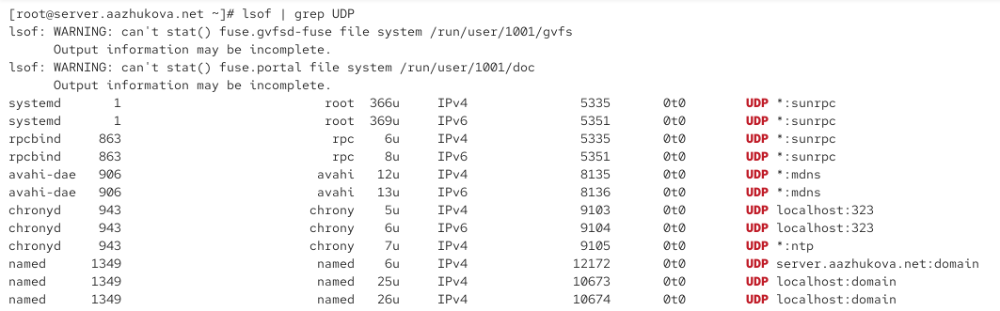 [root@server.aazhukova.net ~]# lsof | grep UDP
lsof: WARNING: can't stat() fuse.gvfsd-fuse file system /run/user/1001/gvfs
      Output information may be incomplete.
lsof: WARNING: can't stat() fuse.portal file system /run/user/1001/doc
      Output information may be incomplete.
systemd       1                           root  366u     IPv4               5335       0t0        UDP *:sunrpc
systemd       1                           root  369u     IPv6               5351       0t0        UDP *:sunrpc
rpcbind     863                            rpc    6u     IPv4               5335       0t0        UDP *:sunrpc
rpcbind     863                            rpc    8u     IPv6               5351       0t0        UDP *:sunrpc
avahi-dae   906                          avahi   12u     IPv4               8135       0t0        UDP *:mdns
avahi-dae   906                          avahi   13u     IPv6               8136       0t0        UDP *:mdns
chronyd     943                         chrony    5u     IPv4               9103       0t0        UDP localhost:323
chronyd     943                         chrony    6u     IPv6               9104       0t0        UDP localhost:323
chronyd     943                         chrony    7u     IPv4               9105       0t0        UDP *:ntp
named      1349                          named    6u     IPv4              12172       0t0        UDP server.aazhukova.net:domain
named      1349                          named   25u     IPv4              10673       0t0        UDP localhost:domain
named      1349                          named   26u     IPv4              10674       0t0        UDP localhost:domain